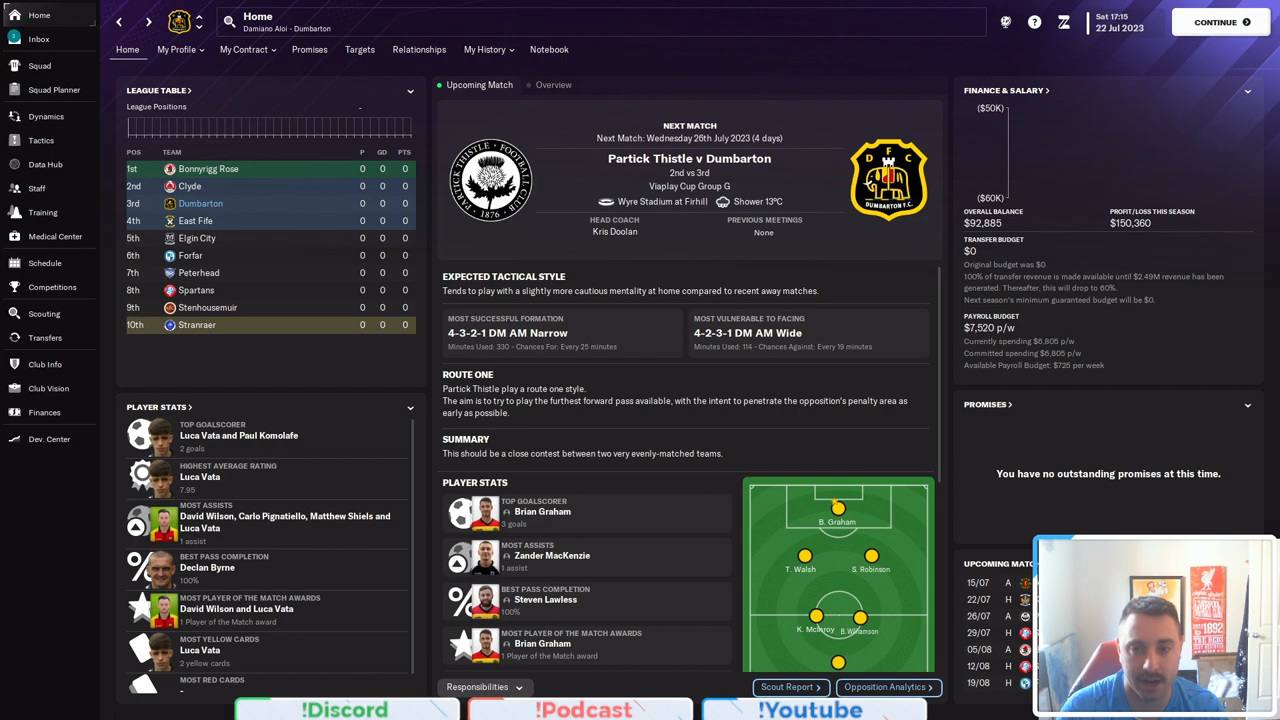 Home
Inbox
Squad
Squad Planner
Dynamics
Tactics
Data Hub
Staff
Training
Medical Center
Schedule
Competitions
Scouting
Transfers
Club Info
Club Vision
Finances
Dev. Center
Home
Damiano Aloi - Dumbarton
Sat 17:15
22 Jul 2023
CONTINUE
Home
My Profile
My Contract
Promises
Targets
Relationships
My History
Notebook
LEAGUE TABLE
League Positions -
POS TEAM P GD PTS
1st Bonnyrigg Rose 0 0 0
2nd Clyde 0 0 0
3rd Dumbarton 0 0 0
4th East Fife 0 0 0
5th Elgin City 0 0 0
6th Forfar 0 0 0
7th Peterhead 0 0 0
8th Spartans 0 0 0
9th Stenhousemuir 0 0 0
10th Stranraer 0 0 0
PLAYER STATS
TOP GOALSCORER
Luca Vata and Paul Komolafe
2 goals
HIGHEST AVERAGE RATING
Luca Vata
7.95
MOST ASSISTS
David Wilson, Carlo Pignatiello, Matthew Shiels and
Luca Vata
1 assist
BEST PASS COMPLETION
Declan Byrne
100%
MOST PLAYER OF THE MATCH AWARDS
David Wilson and Luca Vata
1 Player of the Match award
MOST YELLOW CARDS
Luca Vata
2 yellow cards
MOST RED CARDS
Upcoming Match
Overview
PARTICK THISTLE FOOTBALL CLUB
1876
NEXT MATCH
Next Match: Wednesday 26th July 2023 (4 days)
Partick Thistle v Dumbarton
2nd vs 3rd
Viaplay Cup Group G
Wyre Stadium at Firhill
Shower 13°C
HEAD COACH
Kris Doolan
PREVIOUS MEETINGS
None
D F C
DUMBARTON F.C.
EXPECTED TACTICAL STYLE
Tends to play with a slightly more cautious mentality at home compared to recent away matches.
MOST SUCCESSFUL FORMATION
4-3-2-1 DM AM Narrow
Minutes Used: 330 - Chances For: Every 25 minutes
MOST VULNERABLE TO FACING
4-2-3-1 DM AM Wide
Minutes Used: 114 - Chances Against: Every 19 minutes
ROUTE ONE
Partick Thistle play a route one style.
The aim is to play the furthest forward pass available, with the intent to penetrate the opposition's penalty area as
early as possible.
SUMMARY
This should be a close contest between two very evenly-matched teams.
PLAYER STATS
TOP GOALSCORER
Brian Graham
3 goals
MOST ASSISTS
Zander MacKenzie
1 assist
BEST PASS COMPLETION
Steven Lawless
100%
MOST PLAYER OF THE MATCH AWARDS
Brian Graham
1 Player of the Match award
B. Graham
T. Walsh
S. Robinson
K. McInroy
B.Williamson
Responsibilities
Scout Report
Opposition Analytics
FINANCE & SALARY
($50K)
($60K)
OVERALL BALANCE
$92,885
PROFIT/LOSS THIS SEASON
$150,360
TRANSFER BUDGET
$0
Original budget was $0
100% of transfer revenue is made available until $2.49M revenue has been
generated. Thereafter, this will drop to 60%.
Next season's minimum guaranteed budget will be $0.
PAYROLL BUDGET
$7,520 p/w
Currently spending $6,805 p/w
Committed spending $6,805 p/w
Available Payroll Budget: $725 per week
PROMISES
You have no outstanding promises at this time.
UPCOMING MATC
15/07 A
22/07 H
26/07 A
29/07 H
05/08 A
12/08 H
19/08 H
!Discord
!Podcast
!Youtube